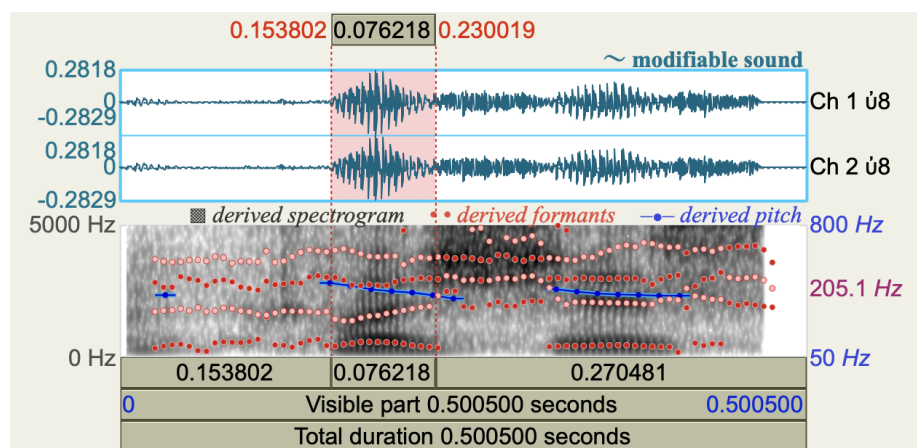 0.153802 0.076218 0.230019
~ modifiable sound
0.2818
0
-0.2829
Ch 1 ὐ8
0.2818
0
-0.2829
Ch 2 ὐ8
derived spectrogram derived formants derived pitch
5000 Hz 800 Hz
205.1 Hz
0 Hz 50 Hz
0.153802 0.076218 0.270481
0 Visible part 0.500500 seconds 0.500500
Total duration 0.500500 seconds